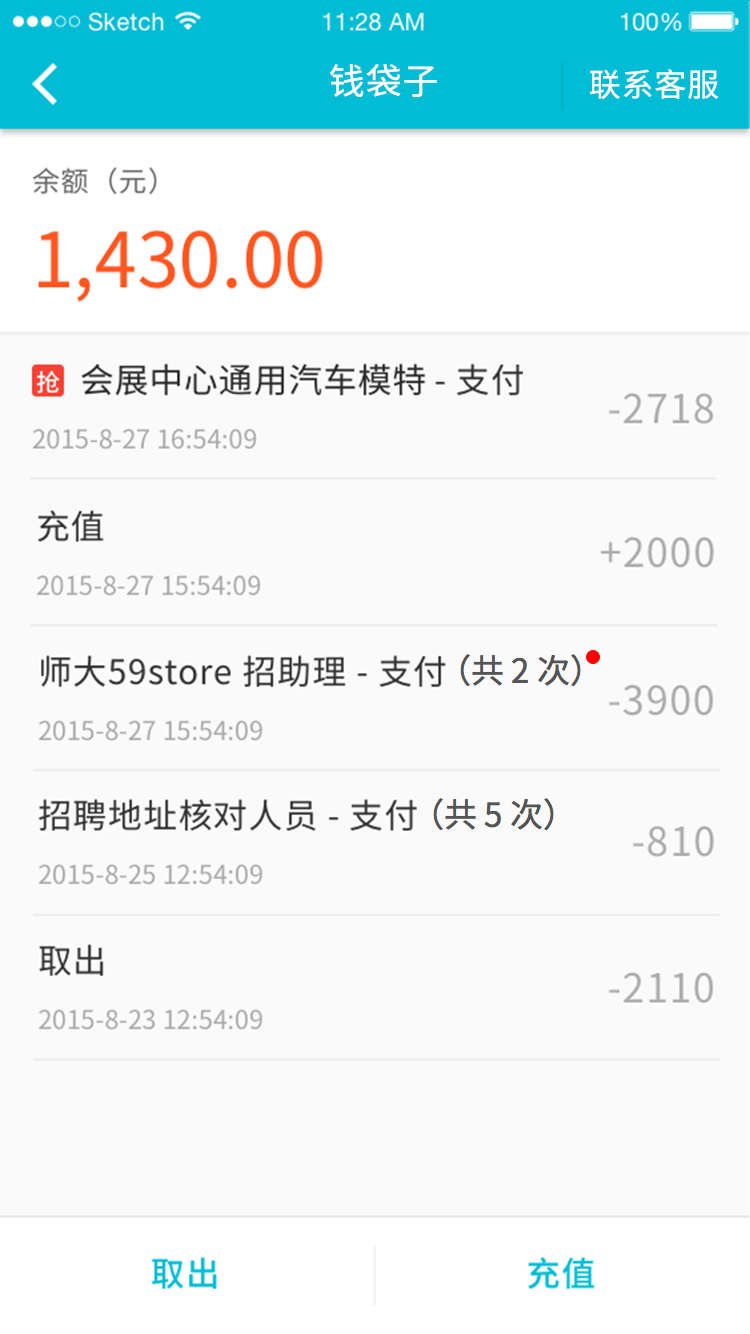 Sketch 11:28 AM 100%
钱袋子 联系客服
余额（元）
1,430.00
抢 会展中心通用汽车模特 - 支付
-2718
2015-8-27 16:54:09
充值
+2000
2015-8-27 15:54:09
师大59store 招助理 - 支付（共 2 次）
-3900
2015-8-27 15:54:09
招聘地址核对人员 - 支付（共 5 次）
-810
2015-8-25 12:54:09
取出
-2110
2015-8-23 12:54:09
取出 充值